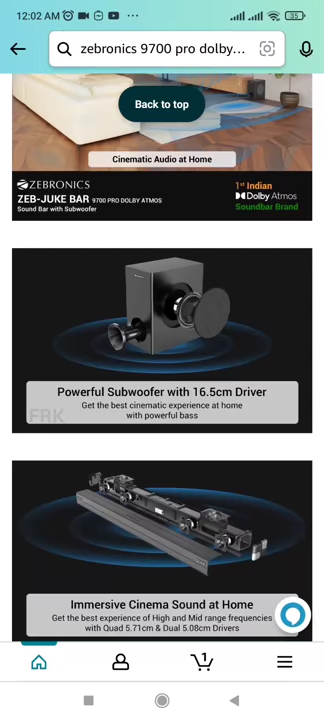 12:02 AM
35
zebronics 9700 pro dolby...
Back to top
Cinematic Audio at Home
ZEBRONICS
ZEB-JUKE BAR 9700 PRO DOLBY ATMOS
Sound Bar with Subwoofer
1st Indian
Dolby Atmos
Soundbar Brand
Powerful Subwoofer with 16.5cm Driver
Get the best cinematic experience at home
with powerful bass
FRK
Immersive Cinema Sound at Home
Get the best experience of High and Mid range frequencies
with Quad 5.71cm & Dual 5.08cm Drivers
1